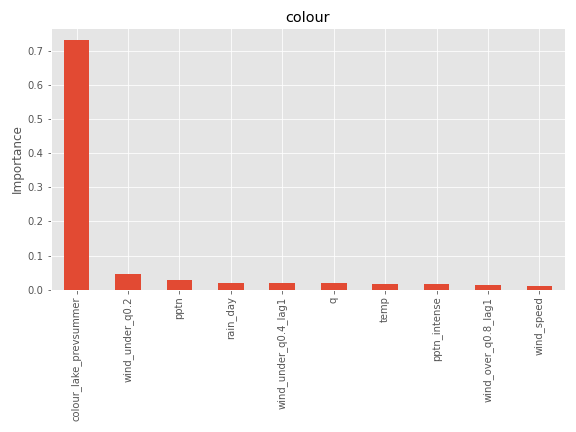 colour
Importance
0.7
0.6
0.5
0.4
0.3
0.2
0.1
0.0
colour_lake_prevsummer
wind_under_q0.2
pptn
rain_day
wind_under_q0.4_lag1
q
temp
pptn_intense
wind_over_q0.8_lag1
wind_speed